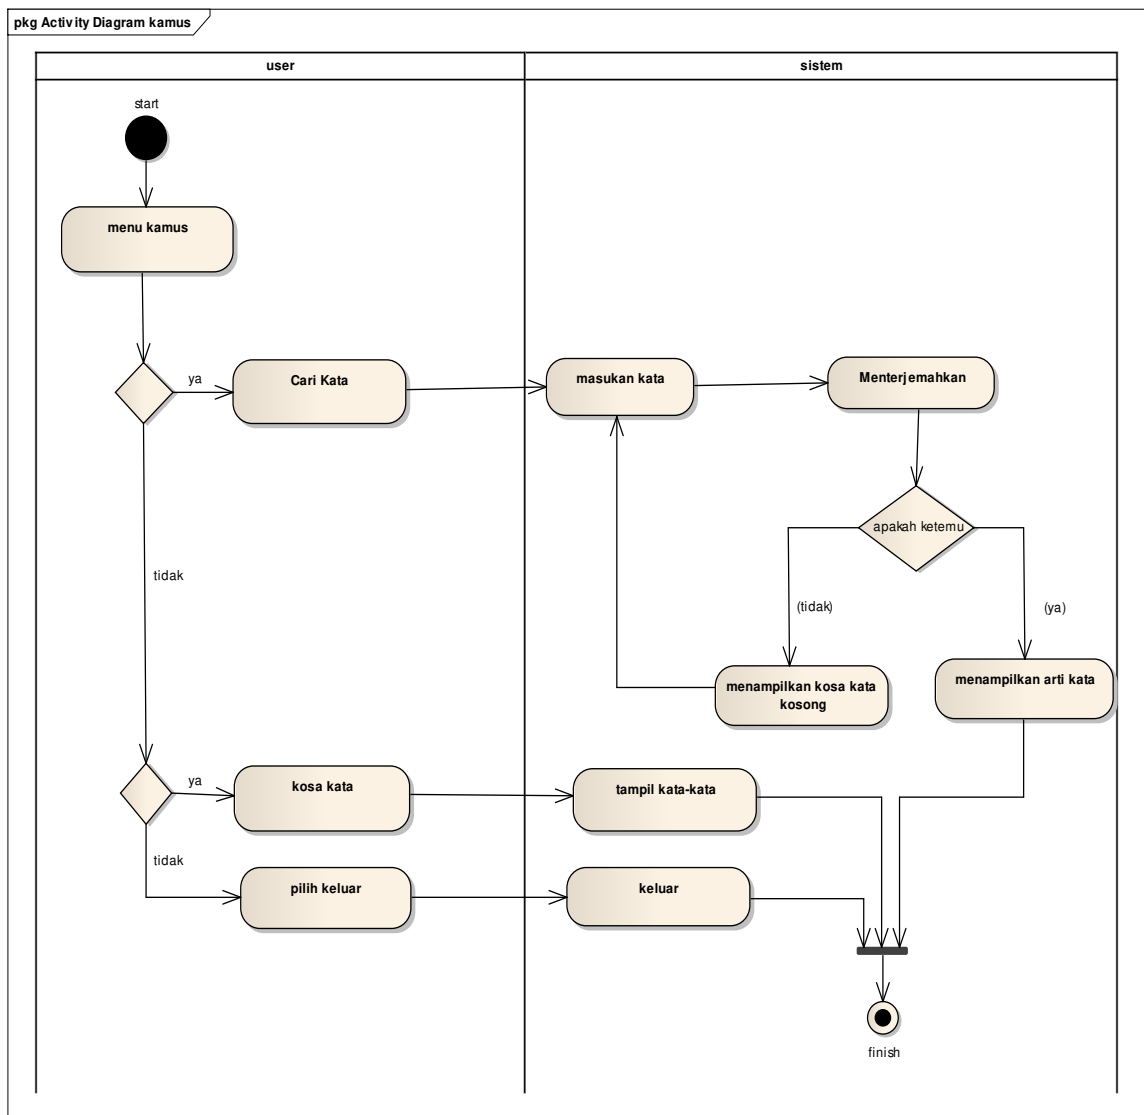 pkg Activity Diagram kamus
user
sistem
start
menu kamus
ya
Cari Kata
masukan kata
Menterjemahkan
apakah ketemu
tidak
(tidak)
(ya)
menampilkan kosa kata
kosong
menampilkan arti kata
ya
kosa kata
tampil kata-kata
tidak
pilih keluar
keluar
finish